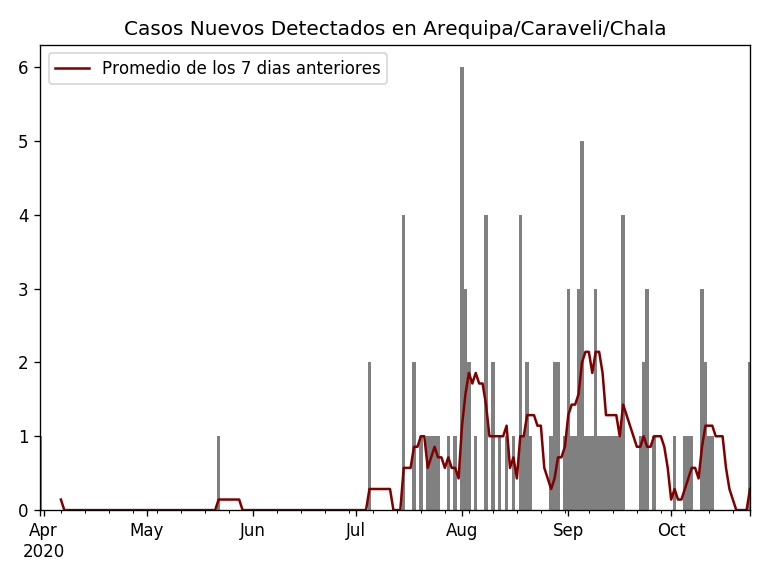 Casos Nuevos Detectados en Arequipa/Caraveli/Chala
Promedio de los 7 dias anteriores
6
5
4
3
2
1
0
Apr May Jun Jul Aug Sep Oct
2020